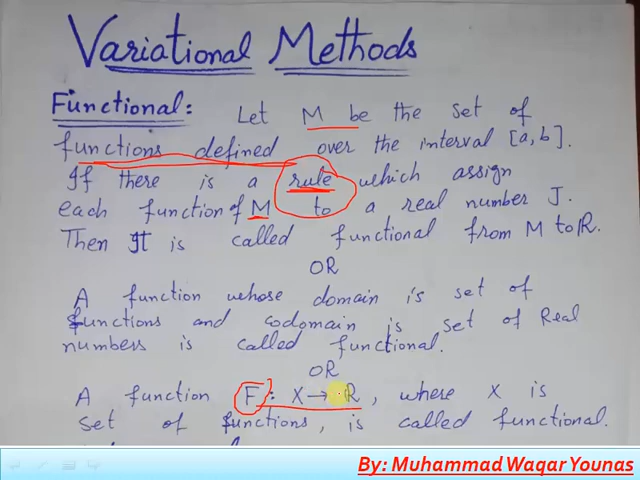 Variational Methods
Functional: Let M be the set of
functions defined over the interval [a, b].
If there is a rule which assign
each function of M to a real number J.
Then It is called functional from M to R.
OR
A function whose domain is set of
functions and codomain is set of Real
numbers is called functional.
OR
A function F: X → R, where X is
set of functions, is called functional.
By: Muhammad Waqar Younas